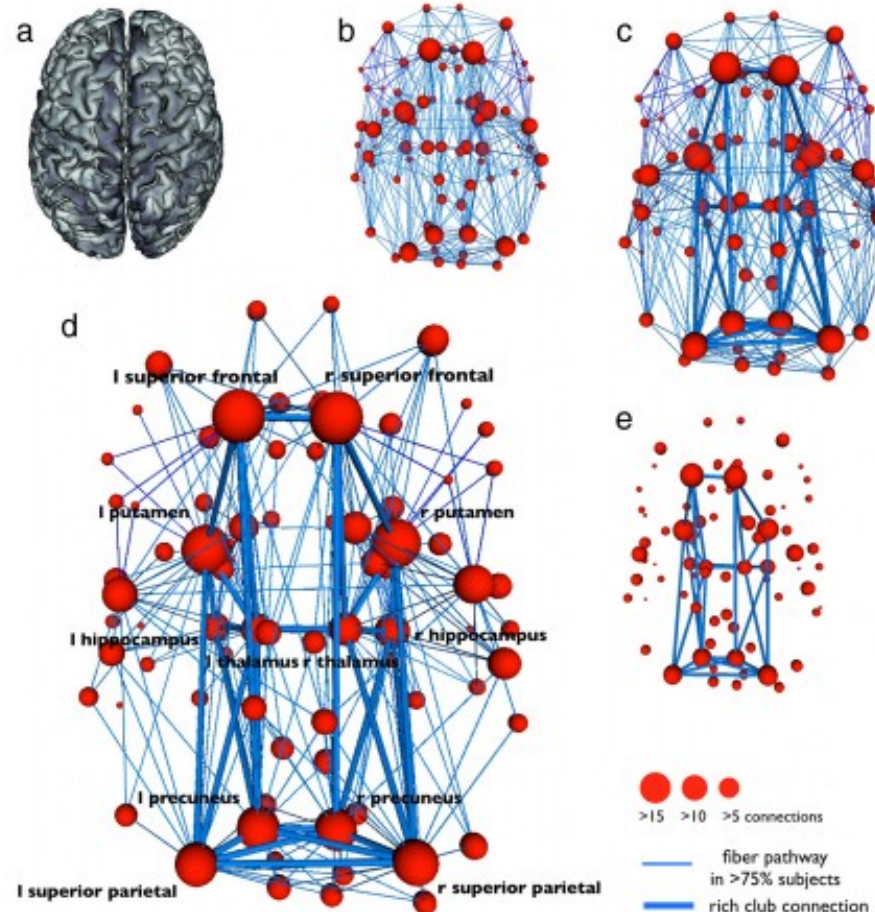 a
b
c
d
l superior frontal
r superior frontal
l putamen
r putamen
l hippocampus
r hippocampus
l thalamus r thalamus
l precuneus
r precuneus
l superior parietal
r superior parietal
e
>15
>10
>5 connections
fiber pathway
in >75% subjects
rich club connection